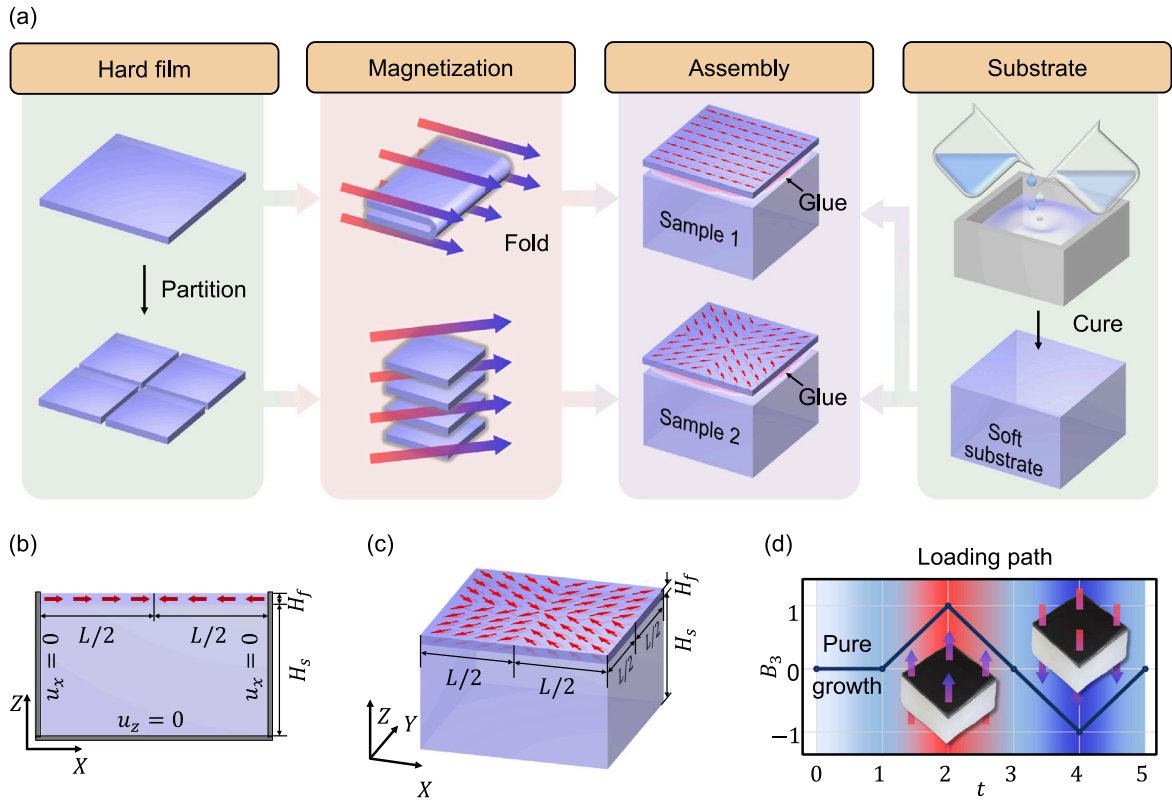 (a)
Hard film
Magnetization
Assembly
Substrate
Partition
Fold
Glue
Sample 1
Glue
Sample 2
Cure
Soft
substrate
(b)
L/2
L/2
H_f
H_s
u_x = 0
u_x = 0
u_z = 0
Z
X
(c)
H_f
H_s
L/2
L/2
L/2
L/2
Z
Y
X
(d)
Loading path
B_3
1
0
−1
Pure
growth
0
1
2
3
4
5
t